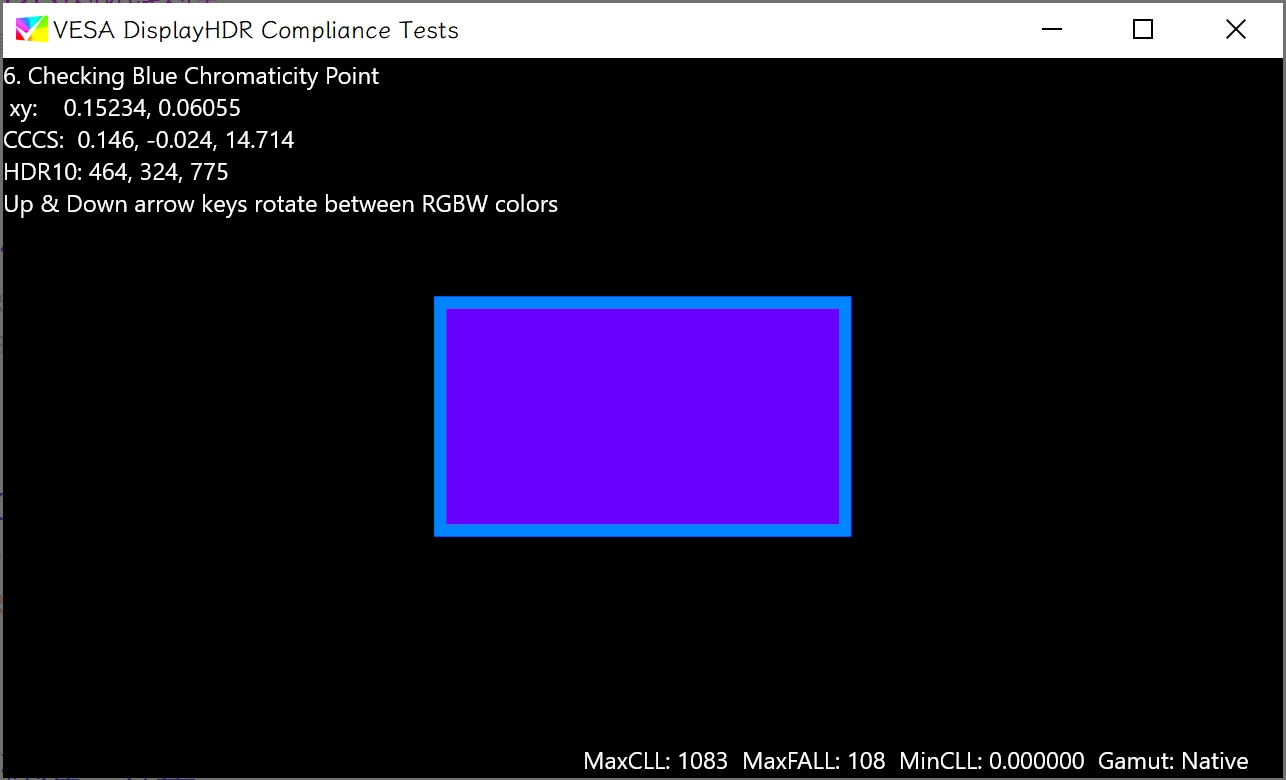 VESA DisplayHDR Compliance Tests
6. Checking Blue Chromaticity Point
xy: 0.15234, 0.06055
CCCS: 0.146, -0.024, 14.714
HDR10: 464, 324, 775
Up & Down arrow keys rotate between RGBW colors
MaxCLL: 1083 MaxFALL: 108 MinCLL: 0.000000 Gamut: Native